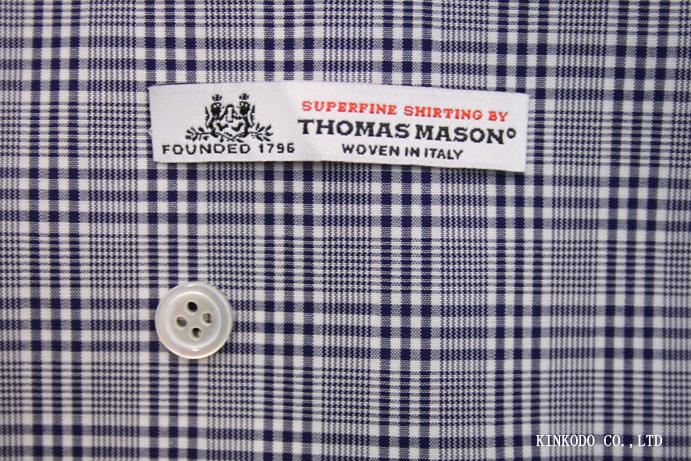 SUPERFINE SHIRTING BY
THOMAS MASON®
WOVEN IN ITALY
FOUNDED 1796
KINKODO CO.,LTD